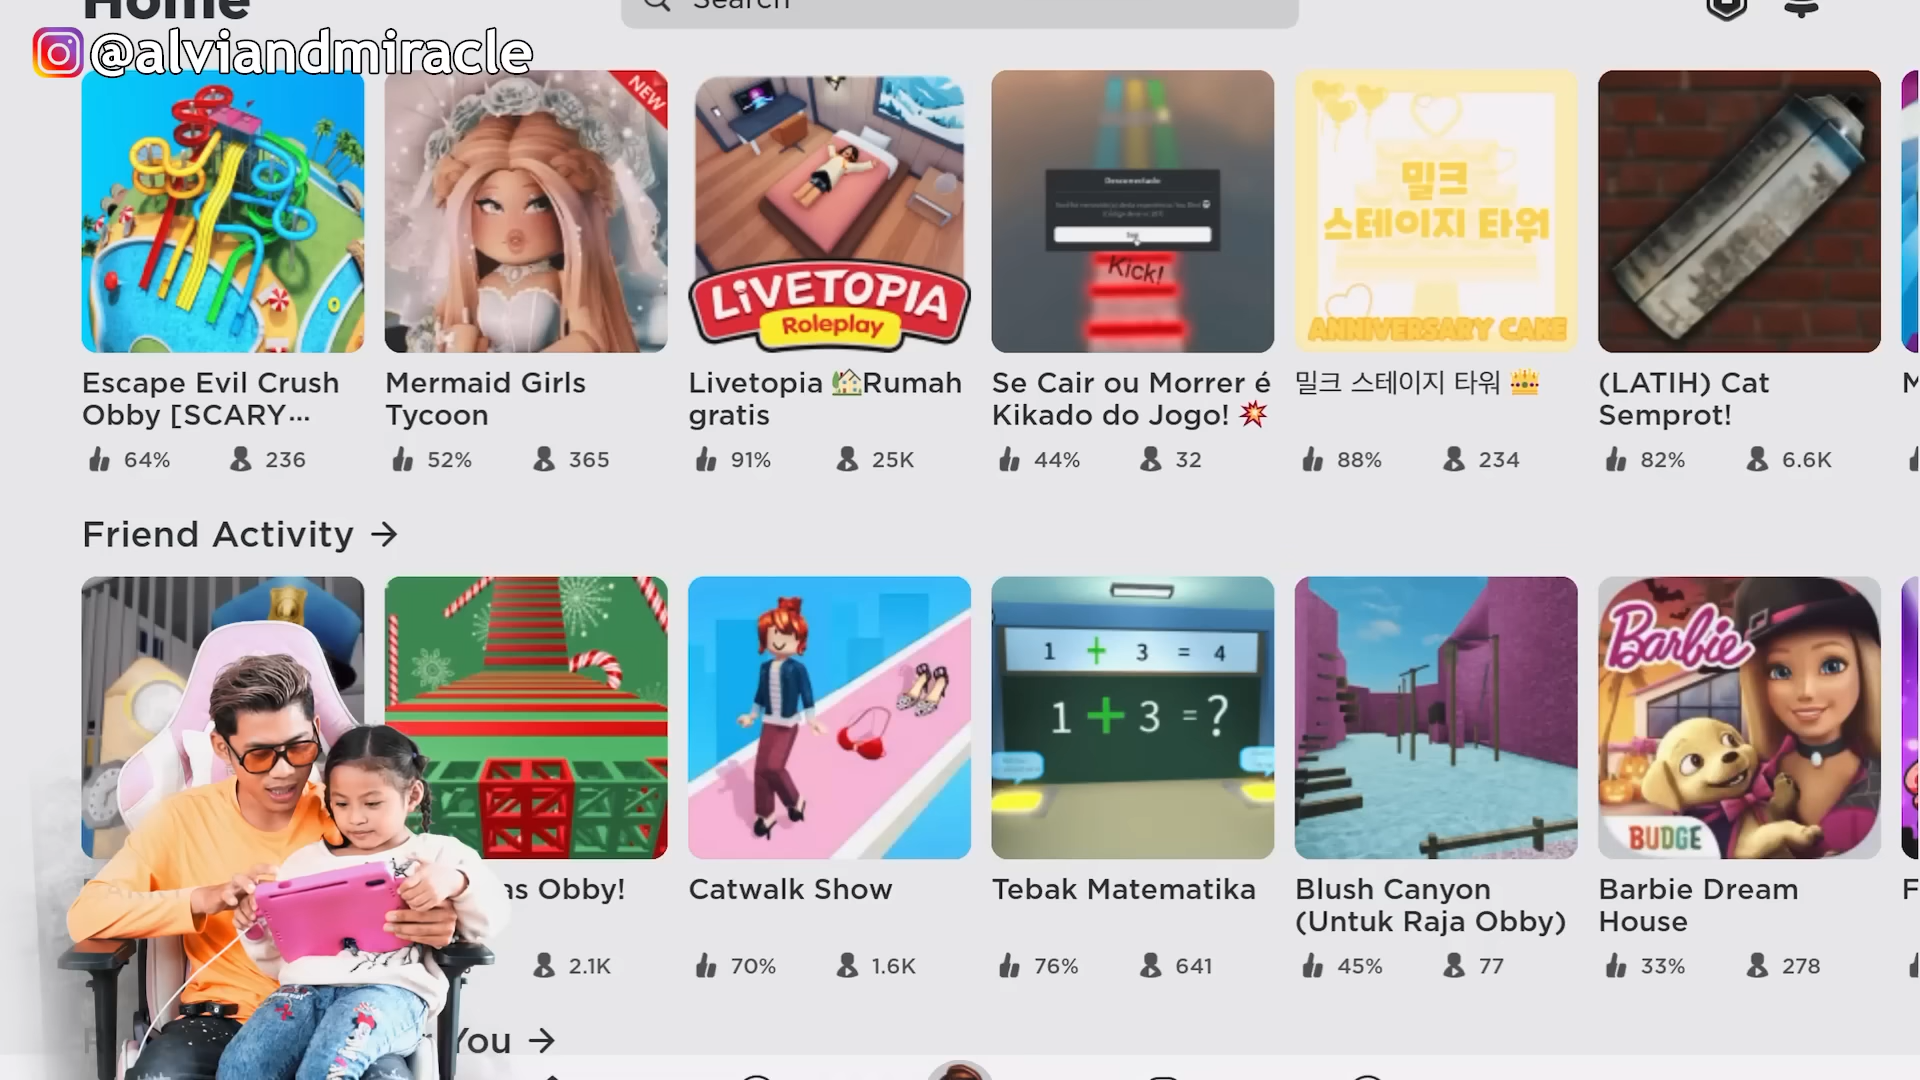 Home
Search
@alviandmiracle
NEW
LiVETOPIA
Roleplay
Kick!
밀크
스테이지 타워
ANNIVERSARY CAKE
Escape Evil Crush
Obby [SCARY...
Mermaid Girls
Tycoon
Livetopia 🏡Rumah
gratis
Se Cair ou Morrer é
Kikado do Jogo! 💥
밀크 스테이지 타워 👑
(LATIH) Cat
Semprot!
M
64% 236
52% 365
91% 25K
44% 32
88% 234
82% 6.6K
Friend Activity →
1 + 3 = 4
1 + 3 = ?
Barbie
BUDGE
as Obby!
Catwalk Show
Tebak Matematika
Blush Canyon
(Untuk Raja Obby)
Barbie Dream
House
F
2.1K
70% 1.6K
76% 641
45% 77
33% 278
You →